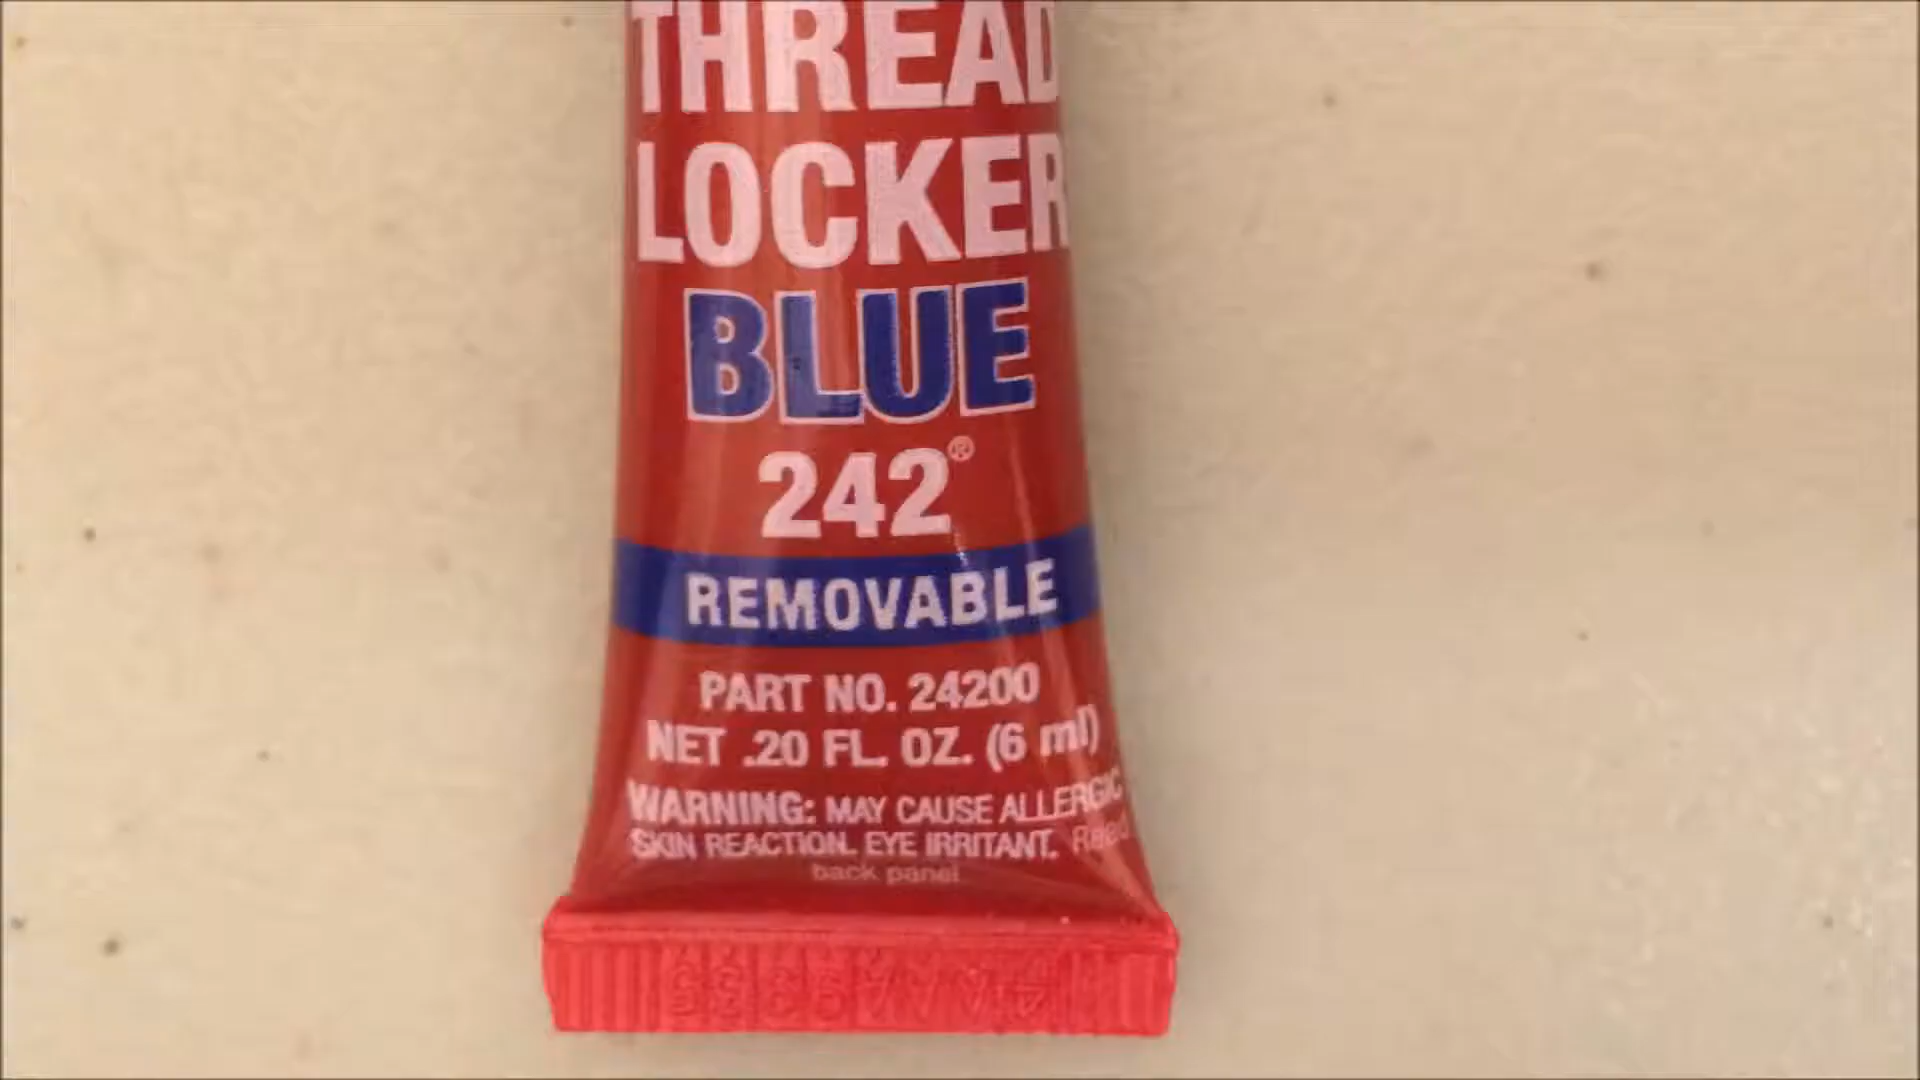 THREAD
LOCKER
BLUE
242®
REMOVABLE
PART NO. 24200
NET .20 FL. OZ. (6 ml)
WARNING: MAY CAUSE ALLERGIC
SKIN REACTION. EYE IRRITANT. Read
back panel